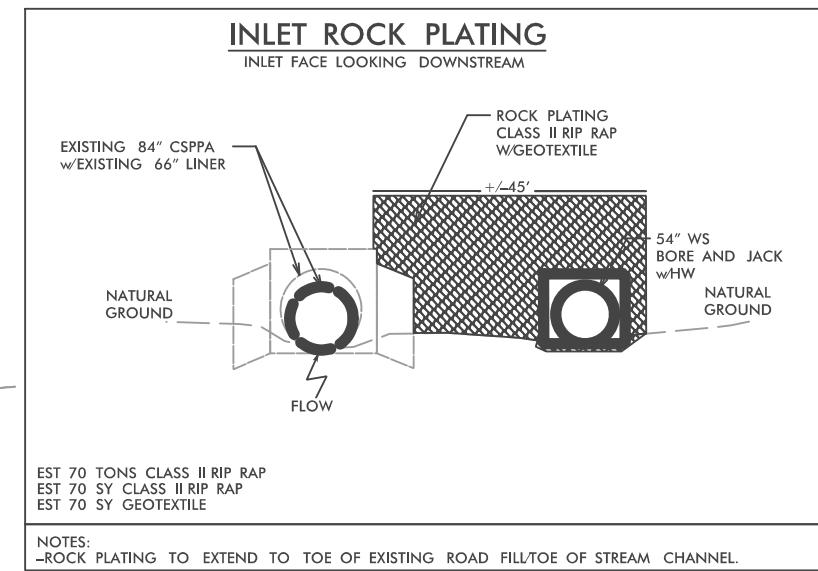 INLET ROCK PLATING
INLET FACE LOOKING DOWNSTREAM
ROCK PLATING
CLASS II RIP RAP
W/GEOTEXTILE
EXISTING 84" CSPPA
w/EXISTING 66" LINER
+/-45'
54" WS
BORE AND JACK
w/HW
NATURAL
GROUND
NATURAL
GROUND
FLOW
EST 70 TONS CLASS II RIP RAP
EST 70 SY CLASS II RIP RAP
EST 70 SY GEOTEXTILE
NOTES:
-ROCK PLATING TO EXTEND TO TOE OF EXISTING ROAD FILL/TOE OF STREAM CHANNEL.